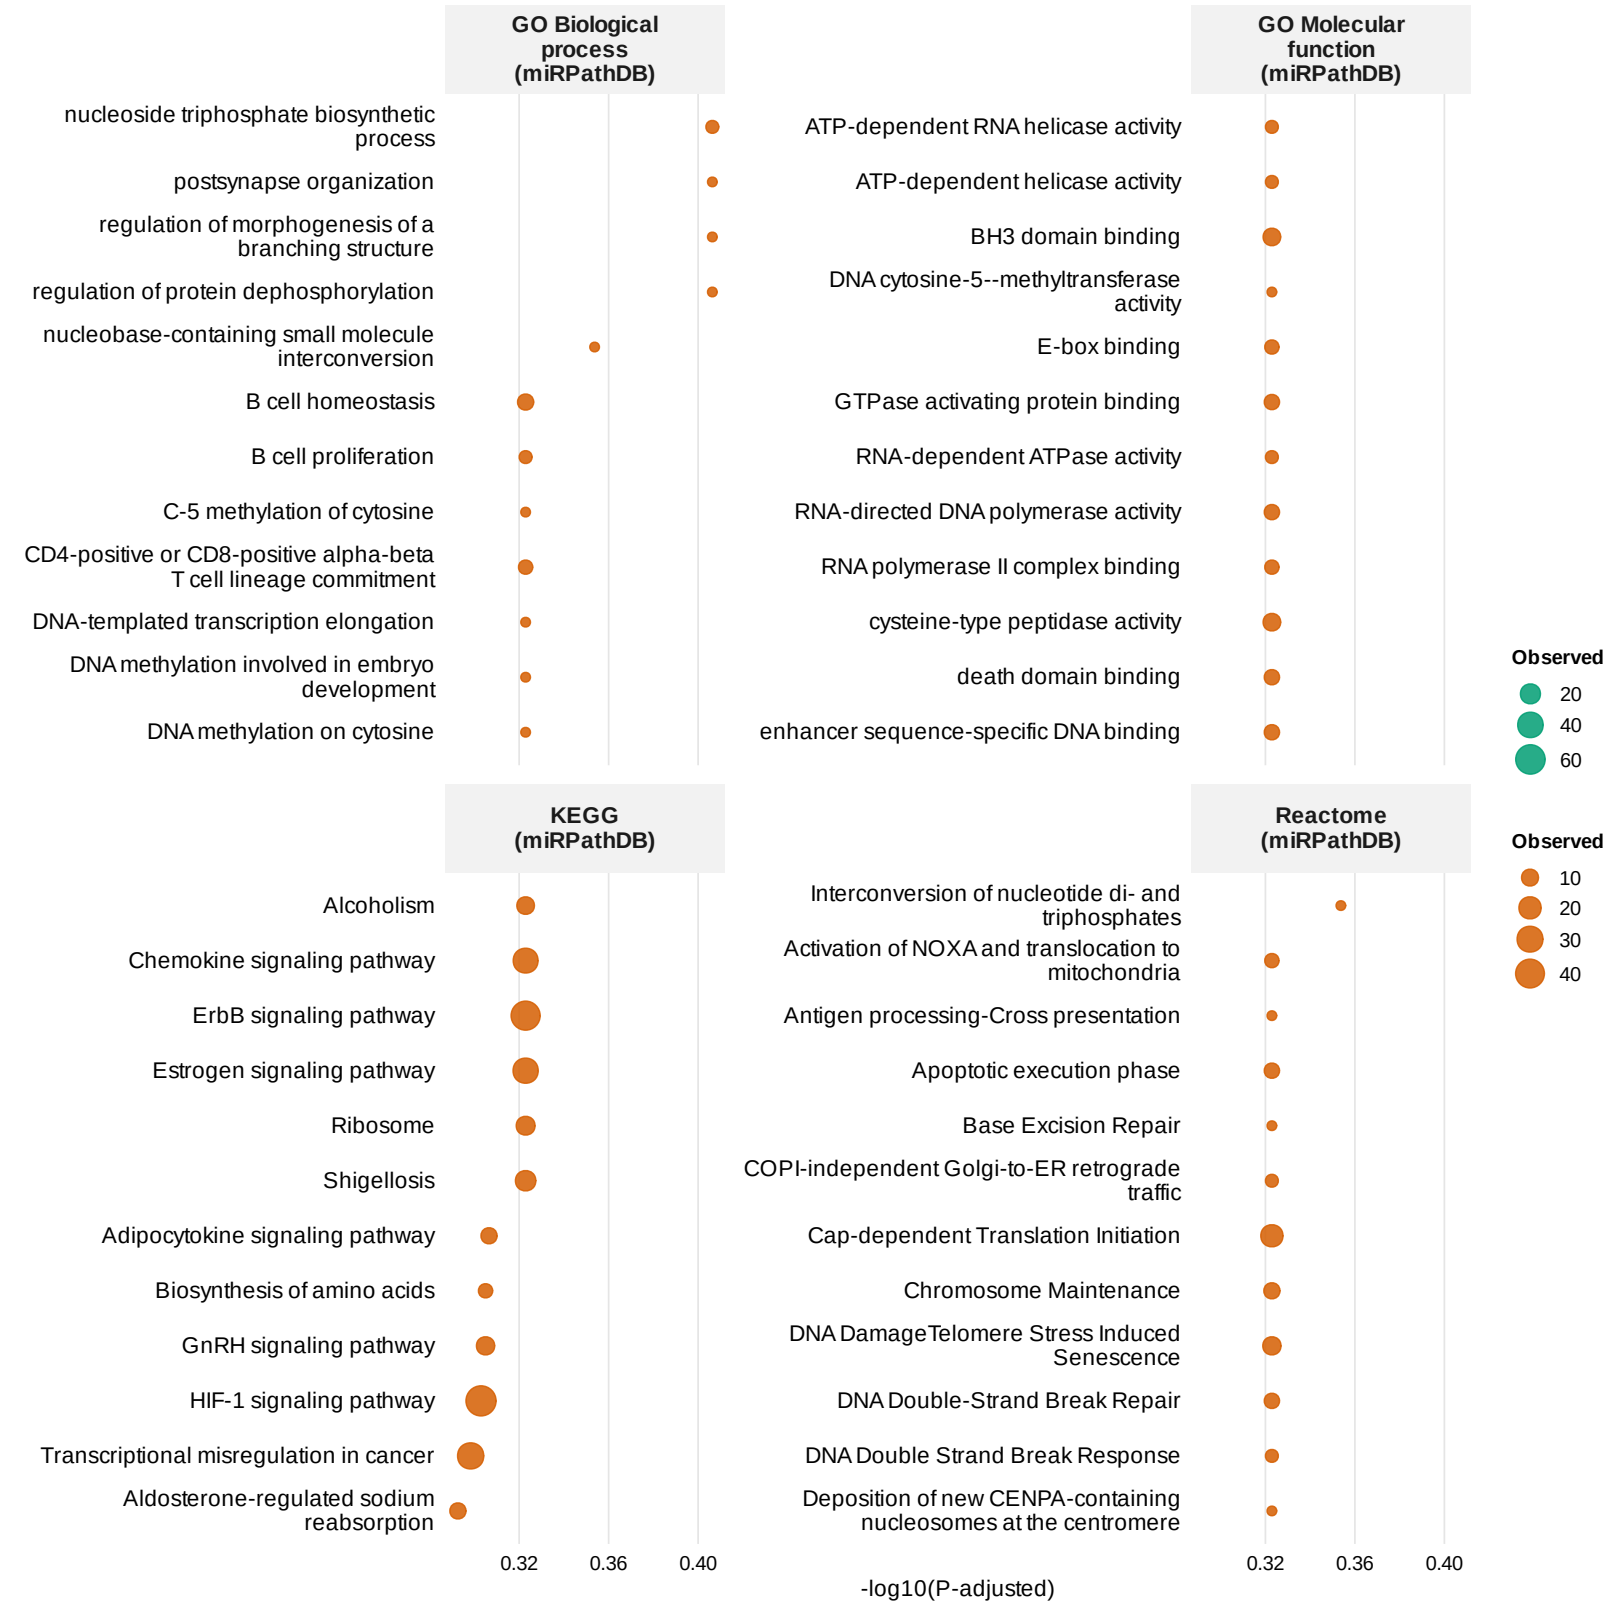 GO Biological
process
(miRPathDB)
nucleoside triphosphate biosynthetic
process
postsynapse organization
regulation of morphogenesis of a
branching structure
regulation of protein dephosphorylation
nucleobase-containing small molecule
interconversion
B cell homeostasis
B cell proliferation
C-5 methylation of cytosine
CD4-positive or CD8-positive alpha-beta
T cell lineage commitment
DNA-templated transcription elongation
DNA methylation involved in embryo
development
DNA methylation on cytosine
GO Molecular
function
(miRPathDB)
ATP-dependent RNA helicase activity
ATP-dependent helicase activity
BH3 domain binding
DNA cytosine-5--methyltransferase
activity
E-box binding
GTPase activating protein binding
RNA-dependent ATPase activity
RNA-directed DNA polymerase activity
RNA polymerase II complex binding
cysteine-type peptidase activity
death domain binding
enhancer sequence-specific DNA binding
KEGG
(miRPathDB)
Alcoholism
Chemokine signaling pathway
ErbB signaling pathway
Estrogen signaling pathway
Ribosome
Shigellosis
Adipocytokine signaling pathway
Biosynthesis of amino acids
GnRH signaling pathway
HIF-1 signaling pathway
Transcriptional misregulation in cancer
Aldosterone-regulated sodium
reabsorption
0.32 0.36 0.40
Reactome
(miRPathDB)
Interconversion of nucleotide di- and
triphosphates
Activation of NOXA and translocation to
mitochondria
Antigen processing-Cross presentation
Apoptotic execution phase
Base Excision Repair
COPI-independent Golgi-to-ER retrograde
traffic
Cap-dependent Translation Initiation
Chromosome Maintenance
DNA DamageTelomere Stress Induced
Senescence
DNA Double-Strand Break Repair
DNA Double Strand Break Response
Deposition of new CENPA-containing
nucleosomes at the centromere
0.32 0.36 0.40
-log10(P-adjusted)
Observed
20
40
60
Observed
10
20
30
40